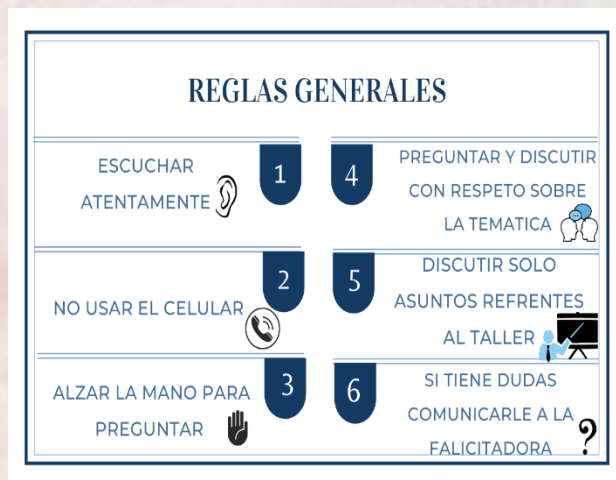 REGLAS GENERALES
1
ESCUCHAR
ATENTAMENTE
2
NO USAR EL CELULAR
3
ALZAR LA MANO PARA
PREGUNTAR
4
PREGUNTAR Y DISCUTIR
CON RESPETO SOBRE
LA TEMATICA
5
DISCUTIR SOLO
ASUNTOS REFRENTES
AL TALLER
6
SI TIENE DUDAS
COMUNICARLE A LA
FALICITADORA
?